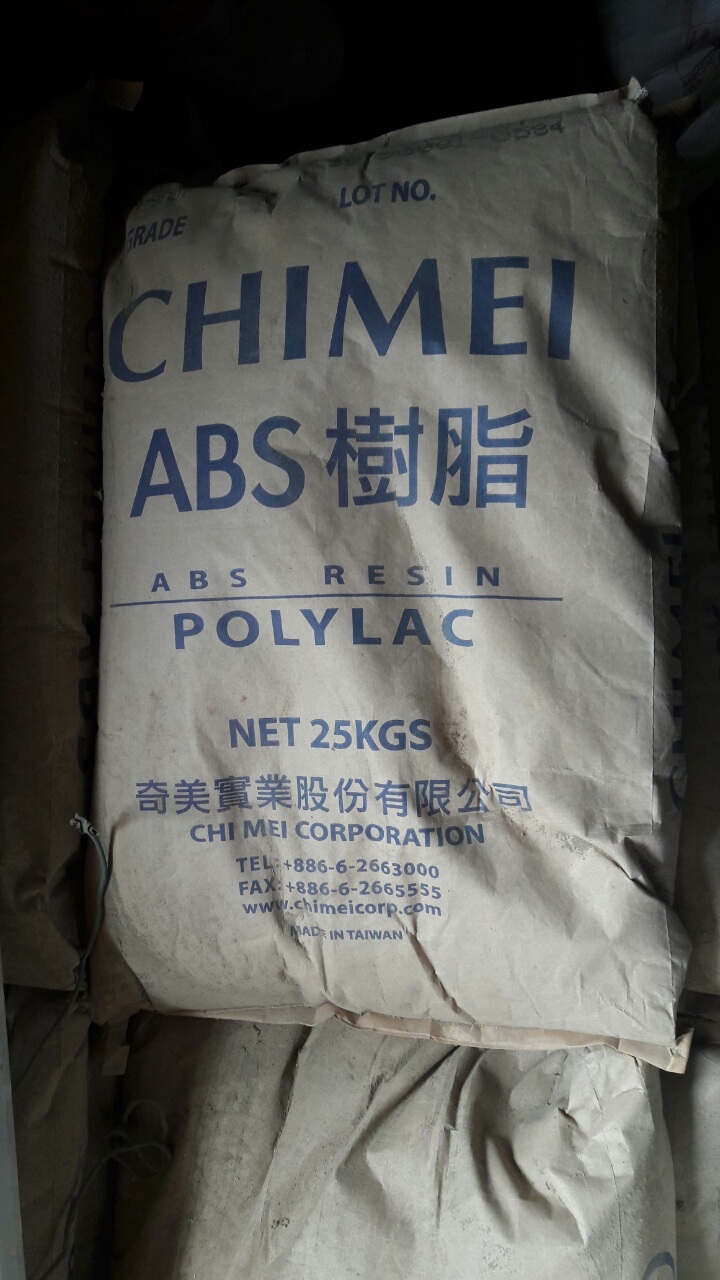 LOT NO.
GRADE
CHIMEI
ABS 樹脂
ABS RESIN
POLYLAC
NET 25KGS
奇美實業股份有限公司
CHI MEI CORPORATION
TEL:+886-6-2663000
FAX:+886-6-2665555
www.chimeicorp.com
MADE IN TAIWAN
CHIMEI